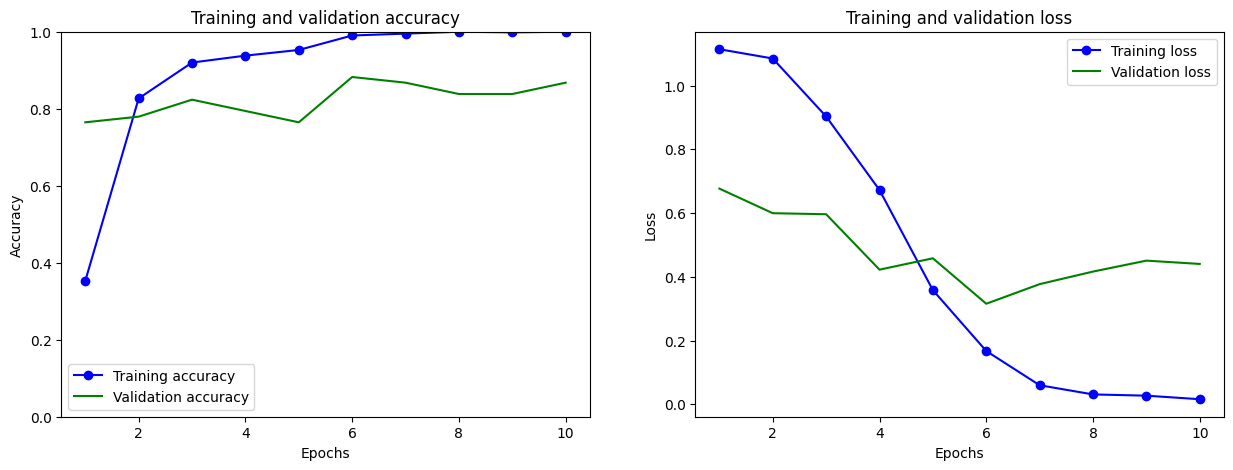 Training and validation accuracy
1.0
0.8
0.6
0.4
0.2
0.0
Accuracy
Training accuracy
Validation accuracy
2 4 6 8 10
Epochs
Training and validation loss
Training loss
Validation loss
1.0
0.8
0.6
0.4
0.2
0.0
Loss
2 4 6 8 10
Epochs